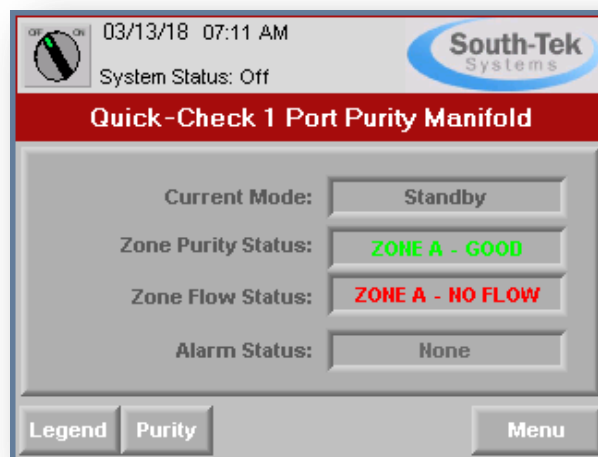 OFF ON
03/13/18 07:11 AM
System Status: Off
South-Tek
Systems
Quick-Check 1 Port Purity Manifold
Current Mode: Standby
Zone Purity Status: ZONE A - GOOD
Zone Flow Status: ZONE A - NO FLOW
Alarm Status: None
Legend Purity Menu